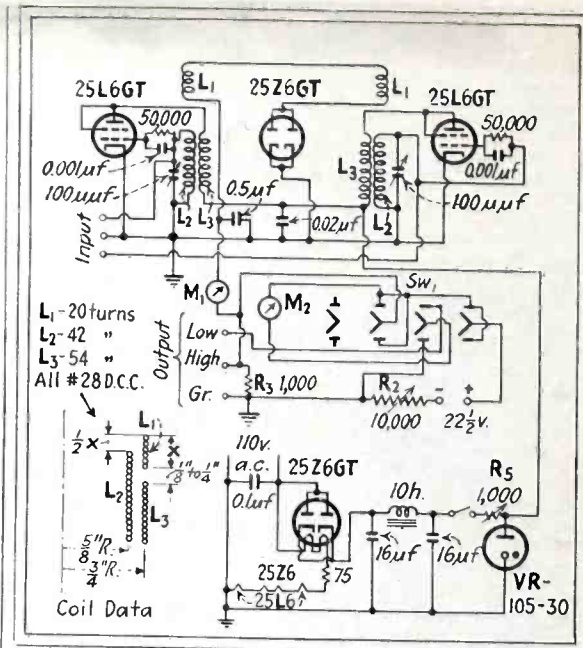 L₁ 25Z6GT L₁
25L6GT 25L6GT
50,000 50,000
0.001µf 0.001µf
100µµf 100µµf
L₂ L₃ 0.5µf 0.02µf L₃ L₂
Input
M₁ M₂ Sw₁
L₁-20 turns
L₂-42 "
L₃-54 "
All #28 D.C.C.
Output
Low
High
Gr.
R₃ 1,000
R₂
10,000
- +
22½v.
½ x L₁ x
⅛" to ¼"
L₂ L₃
⅝"R.
¾"R.
Coil Data
110v.
a.c.
0.1µf
25Z6GT
25Z6 75
25L6
10h.
16µf 16µf
R₅
1,000
VR-
105-30